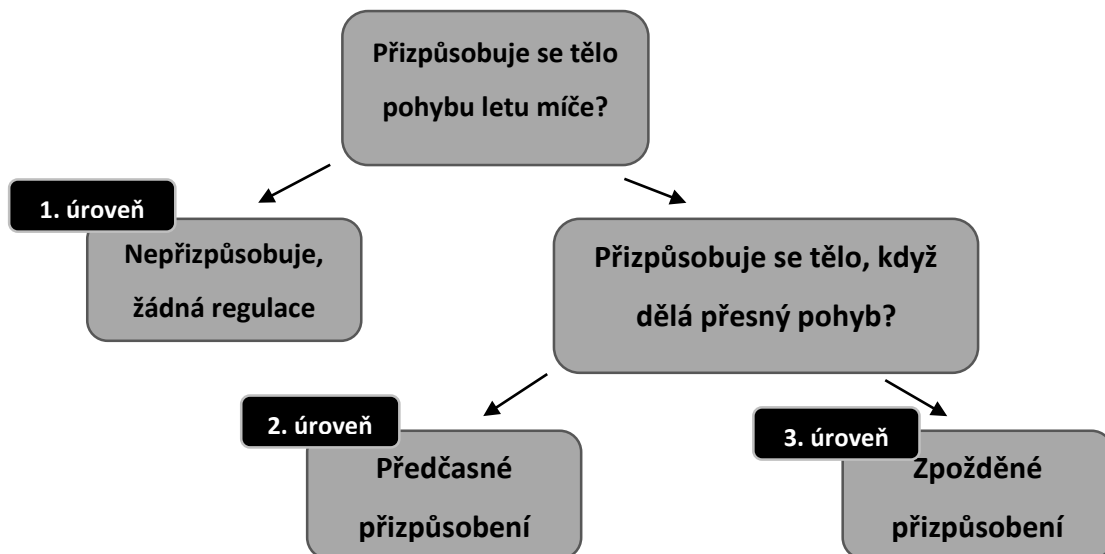 Přizpůsobuje se tělo
pohybu letu míče?
1. úroveň
Nepřizpůsobuje,
žádná regulace
Přizpůsobuje se tělo, když
dělá přesný pohyb?
2. úroveň
Předčasné
přizpůsobení
3. úroveň
Zpožděné
přizpůsobení